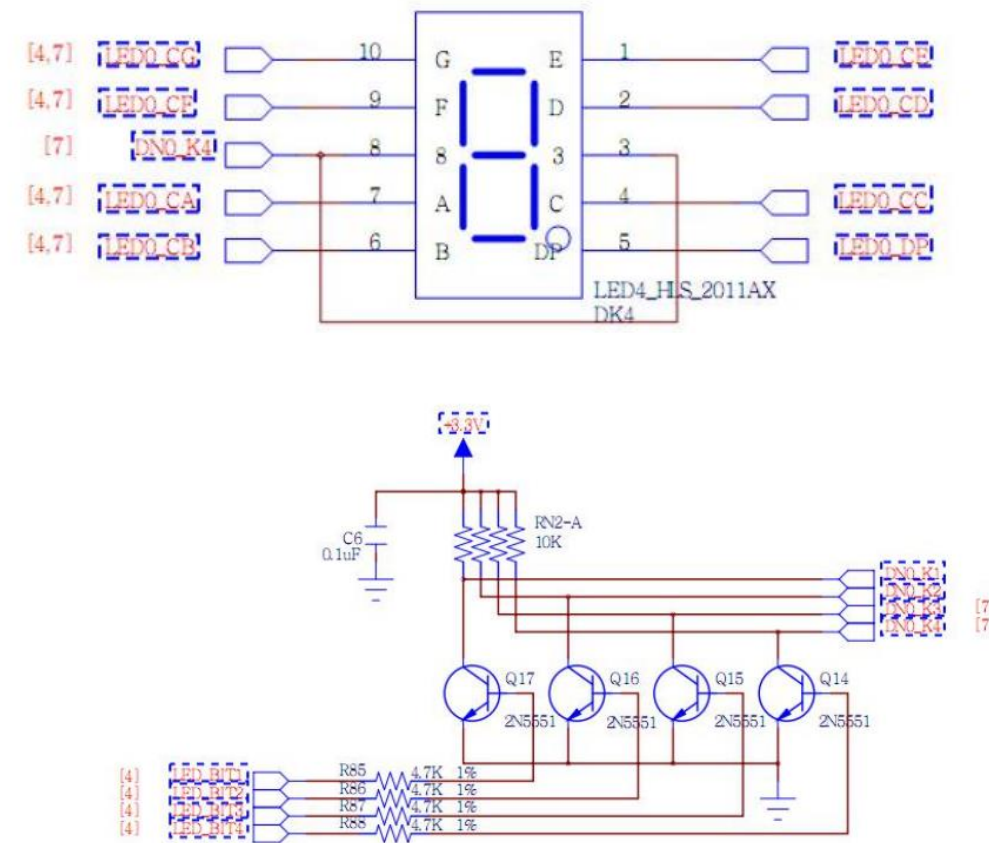 [4,7] LED0_CG 10 G E 1 LED0_CE
[4,7] LED0_CF 9 F D 2 LED0_CD
[7] DN0_K4 8 8 3 3
[4,7] LED0_CA 7 A C 4 LED0_CC
[4,7] LED0_CB 6 B DP 5 LED0_DP
LED4_HLS_2011AX
DK4
+3.3V
C6
0.1uF
RN2-A
10K
DN0_K1
DN0_K2
DN0_K3 [7
DN0_K4 [7
Q17 Q16 Q15 Q14
2N5551 2N5551 2N5551 2N5551
[4] LED_BIT1 R85 4.7K 1%
[4] LED_BIT2 R86 4.7K 1%
[4] LED_BIT3 R87 4.7K 1%
[4] LED_BIT4 R88 4.7K 1%